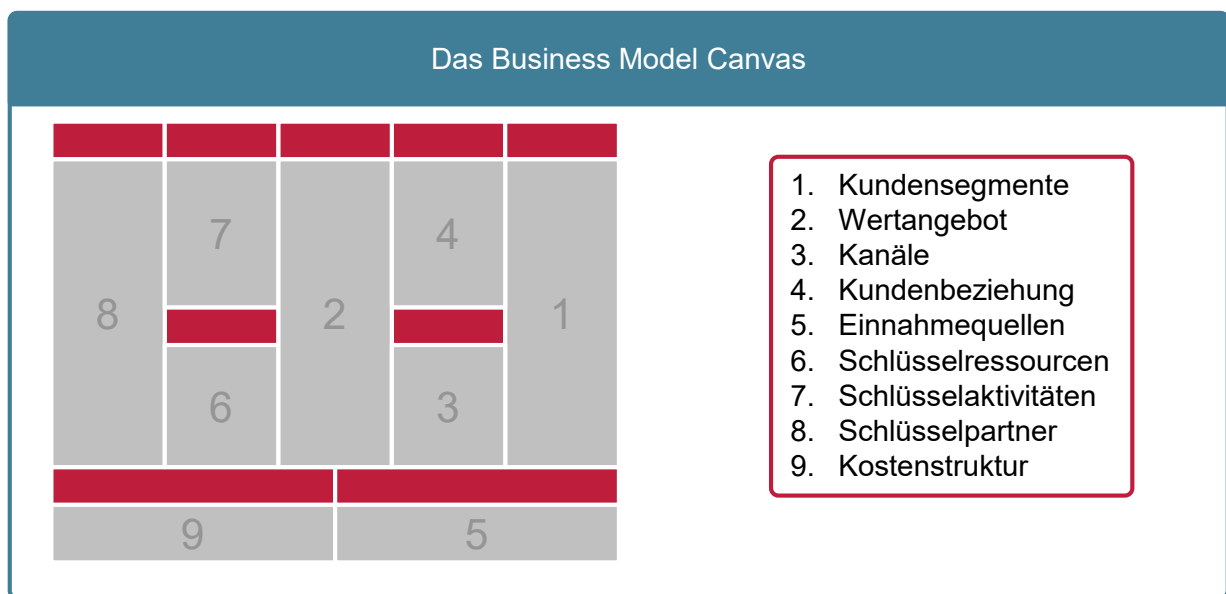 Das Business Model Canvas
7
4
8
2
1
6
3
9
5
1. Kundensegmente
2. Wertangebot
3. Kanäle
4. Kundenbeziehung
5. Einnahmequellen
6. Schlüsselressourcen
7. Schlüsselaktivitäten
8. Schlüsselpartner
9. Kostenstruktur